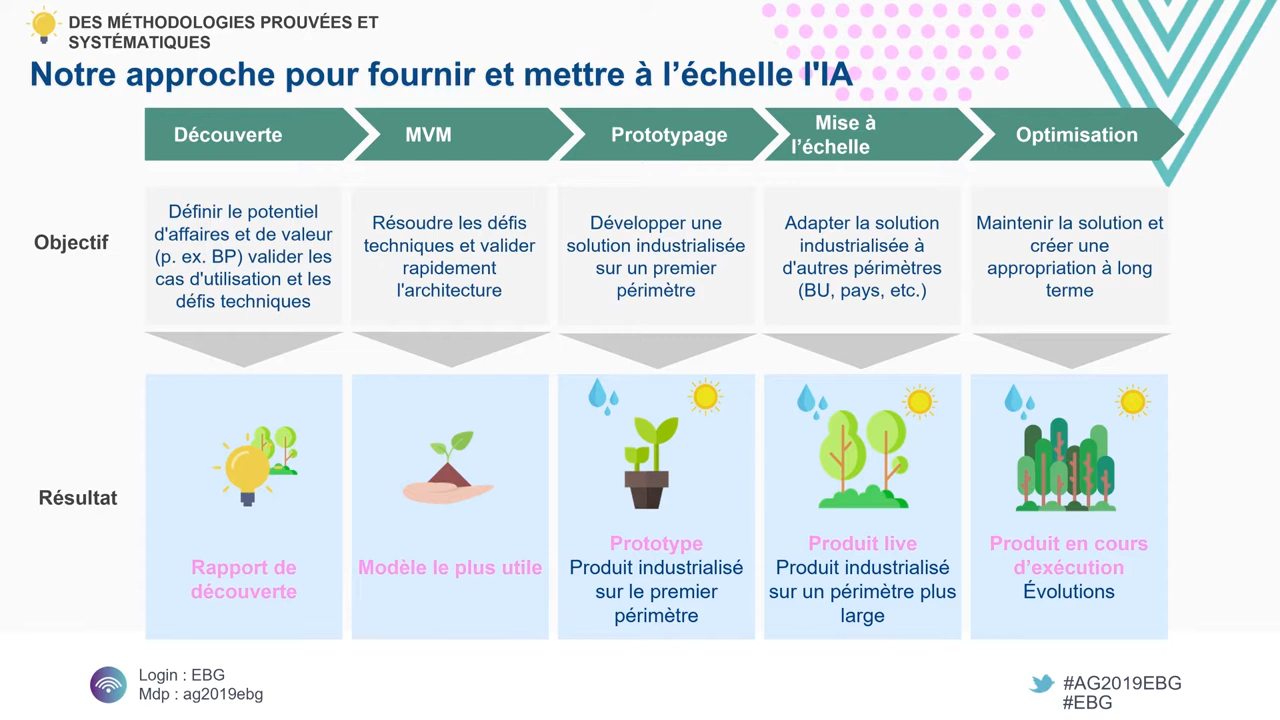 DES MÉTHODOLOGIES PROUVÉES ET
SYSTÉMATIQUES
Notre approche pour fournir et mettre à l’échelle l'IA
Découverte
MVM
Prototypage
Mise à
l’échelle
Optimisation
Objectif
Définir le potentiel
d'affaires et de valeur
(p. ex. BP) valider les
cas d'utilisation et les
défis techniques
Résoudre les défis
techniques et valider
rapidement
l'architecture
Développer une
solution industrialisée
sur un premier
périmètre
Adapter la solution
industrialisée à
d'autres périmètres
(BU, pays, etc.)
Maintenir la solution et
créer une
appropriation à long
terme
Résultat
Rapport de
découverte
Modèle le plus utile
Prototype
Produit industrialisé
sur le premier
périmètre
Produit live
Produit industrialisé
sur un périmètre plus
large
Produit en cours
d’exécution
Évolutions
Login : EBG
Mdp : ag2019ebg
#AG2019EBG
#EBG